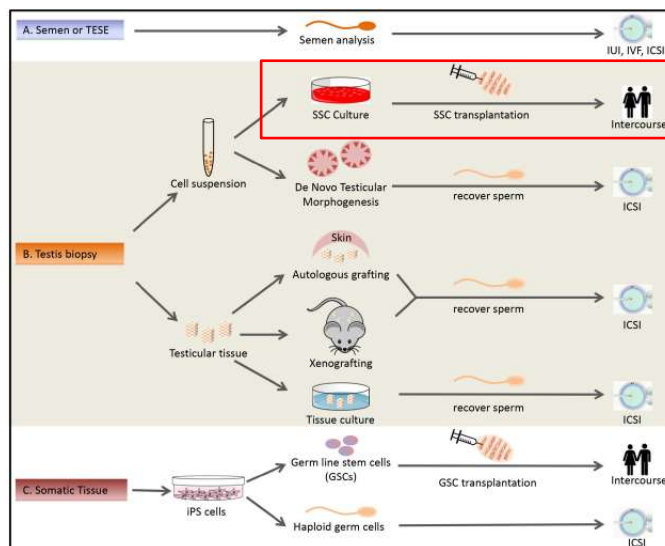 A. Semen or TESE
Semen analysis
IUI, IVF, ICSI
SSC Culture
SSC transplantation
Intercourse
Cell suspension
De Novo Testicular
Morphogenesis
recover sperm
ICSI
B. Testis biopsy
Skin
Autologous grafting
Testicular tissue
Xenografting
recover sperm
ICSI
Tissue culture
recover sperm
ICSI
C. Somatic Tissue
iPS cells
Germ line stem cells
(GSCs)
GSC transplantation
Intercourse
Haploid germ cells
ICSI